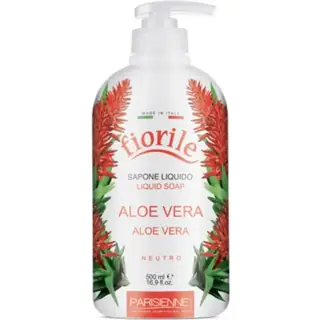 MADE IN ITALY
fiorile
SAPONE LIQUIDO
LIQUID SOAP
ALOE VERA
ALOE VERA
NEUTRO
500 ml e
16.9 fl.oz.
PARISIENNE